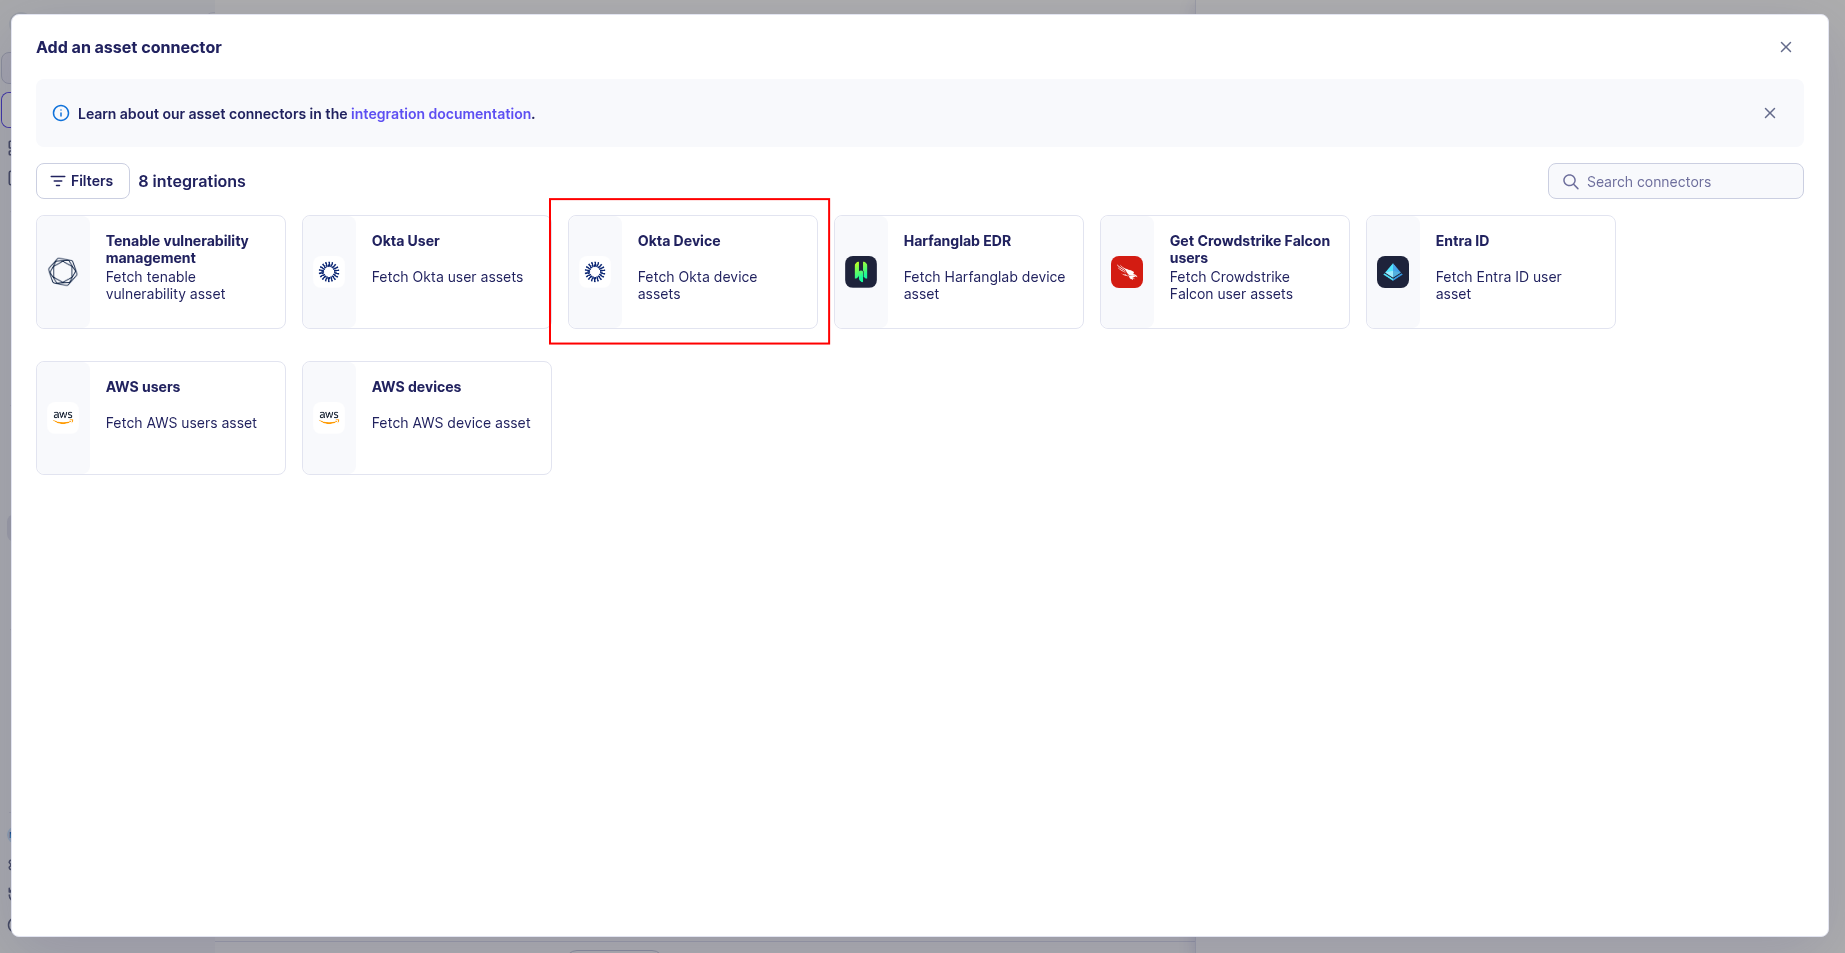 Add an asset connector
Learn about our asset connectors in the integration documentation.
Filters
8 integrations
Search connectors
Tenable vulnerability
management
Fetch tenable
vulnerability asset
Okta User
Fetch Okta user assets
Okta Device
Fetch Okta device
assets
Harfanglab EDR
Fetch Harfanglab device
asset
Get Crowdstrike Falcon
users
Fetch Crowdstrike
Falcon user assets
Entra ID
Fetch Entra ID user
asset
aws
AWS users
Fetch AWS users asset
aws
AWS devices
Fetch AWS device asset